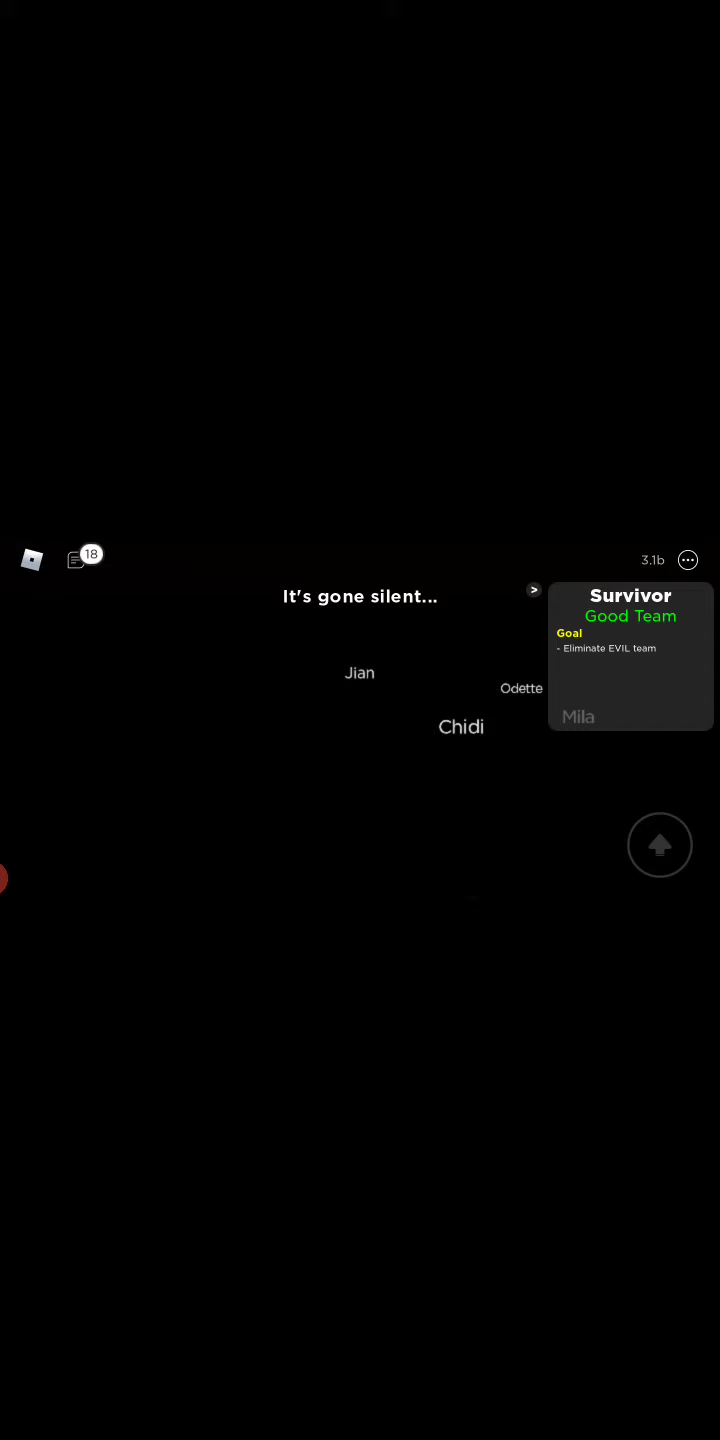 18
3.1b
It's gone silent...
>
Survivor
Good Team
Goal
- Eliminate EVIL team
Jian
Odette
Mila
Chidi